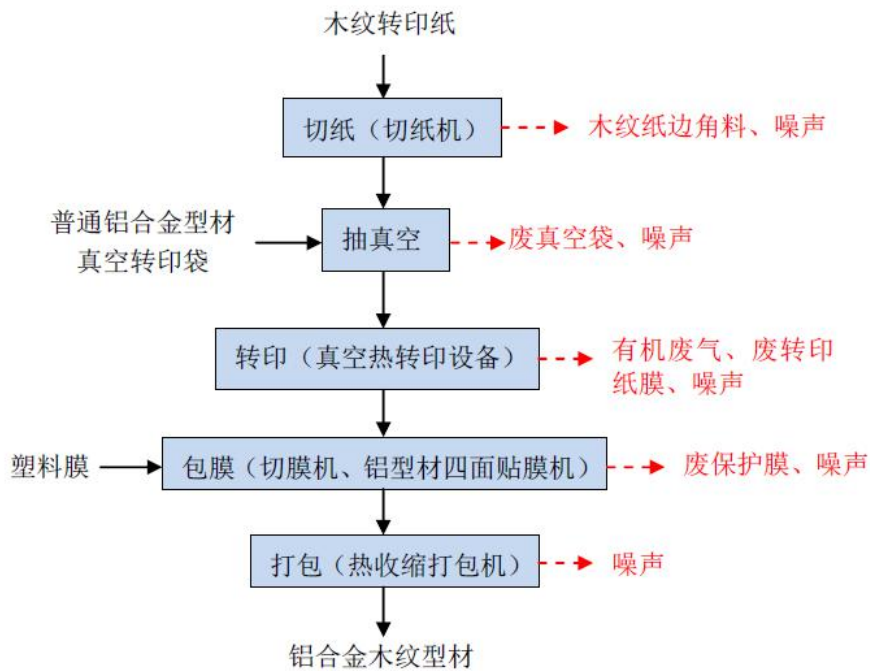 木纹转印纸
切纸（切纸机）
木纹纸边角料、噪声
普通铝合金型材
真空转印袋
抽真空
废真空袋、噪声
转印（真空热转印设备）
有机废气、废转印
纸膜、噪声
塑料膜
包膜（切膜机、铝型材四面贴膜机）
废保护膜、噪声
打包（热收缩打包机）
噪声
铝合金木纹型材